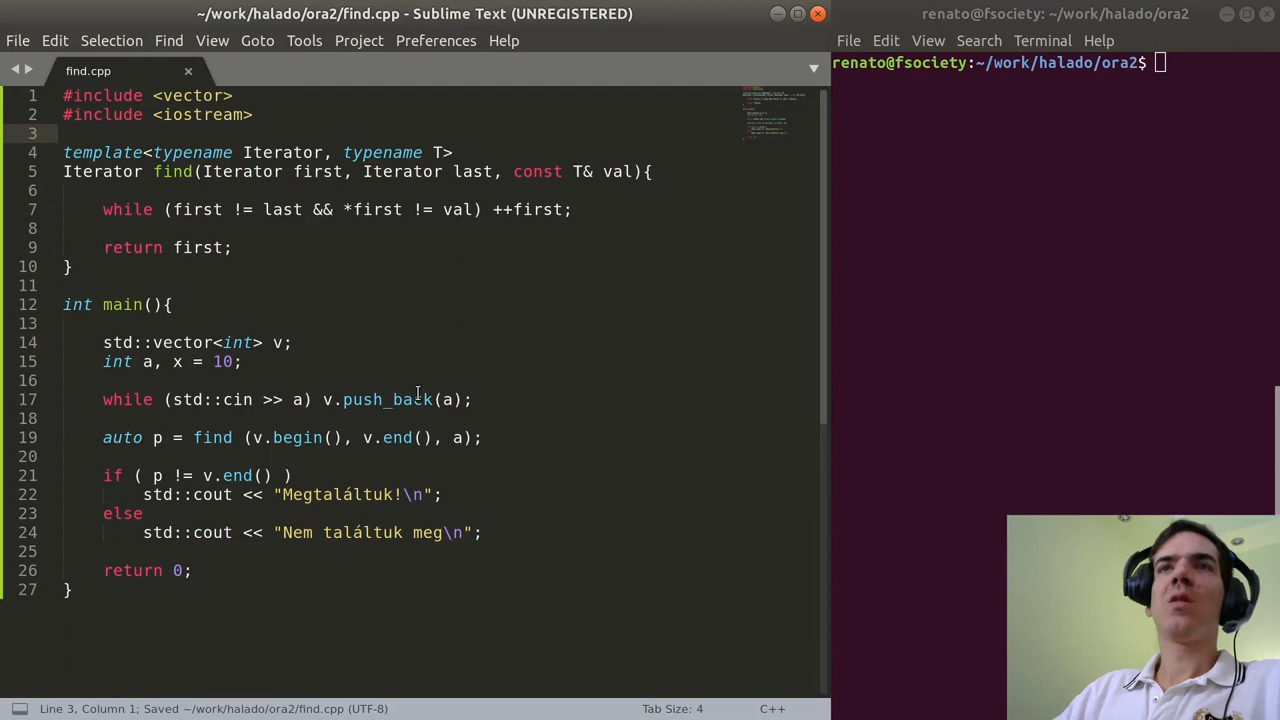 ~/work/halado/ora2/find.cpp - Sublime Text (UNREGISTERED)
File Edit Selection Find View Goto Tools Project Preferences Help
find.cpp
1 #include <vector>
2 #include <iostream>
3
4 template<typename Iterator, typename T>
5 Iterator find(Iterator first, Iterator last, const T& val){
6
7 while (first != last && *first != val) ++first;
8
9 return first;
10 }
11
12 int main(){
13
14 std::vector<int> v;
15 int a, x = 10;
16
17 while (std::cin >> a) v.push_back(a);
18
19 auto p = find (v.begin(), v.end(), a);
20
21 if ( p != v.end() )
22 std::cout << "Megtaláltuk!\n";
23 else
24 std::cout << "Nem találtuk meg\n";
25
26 return 0;
27 }
Line 3, Column 1; Saved ~/work/halado/ora2/find.cpp (UTF-8) Tab Size: 4 C++
renato@fsociety: ~/work/halado/ora2
File Edit View Search Terminal Help
renato@fsociety:~/work/halado/ora2$